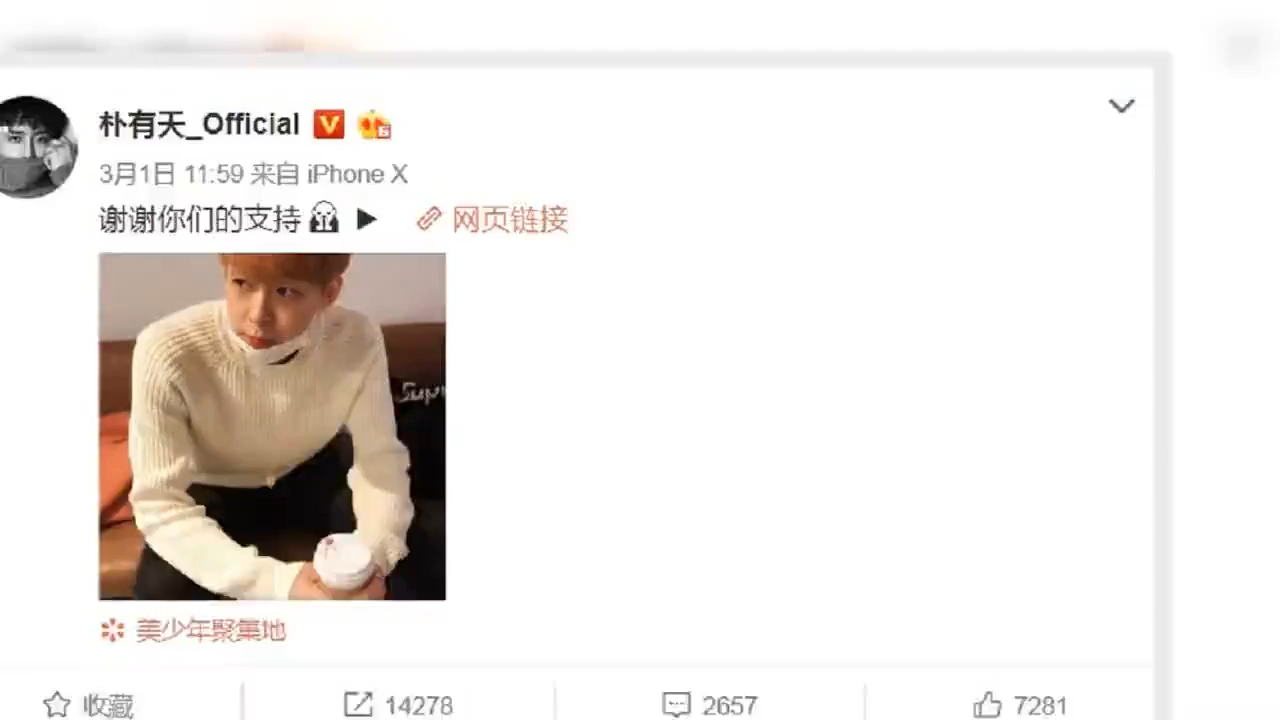 朴有天_Official
3月1日 11:59 来自 iPhone X
谢谢你们的支持 ▶ 网页链接
Supr
美少年聚集地
收藏 14278 2657 7281